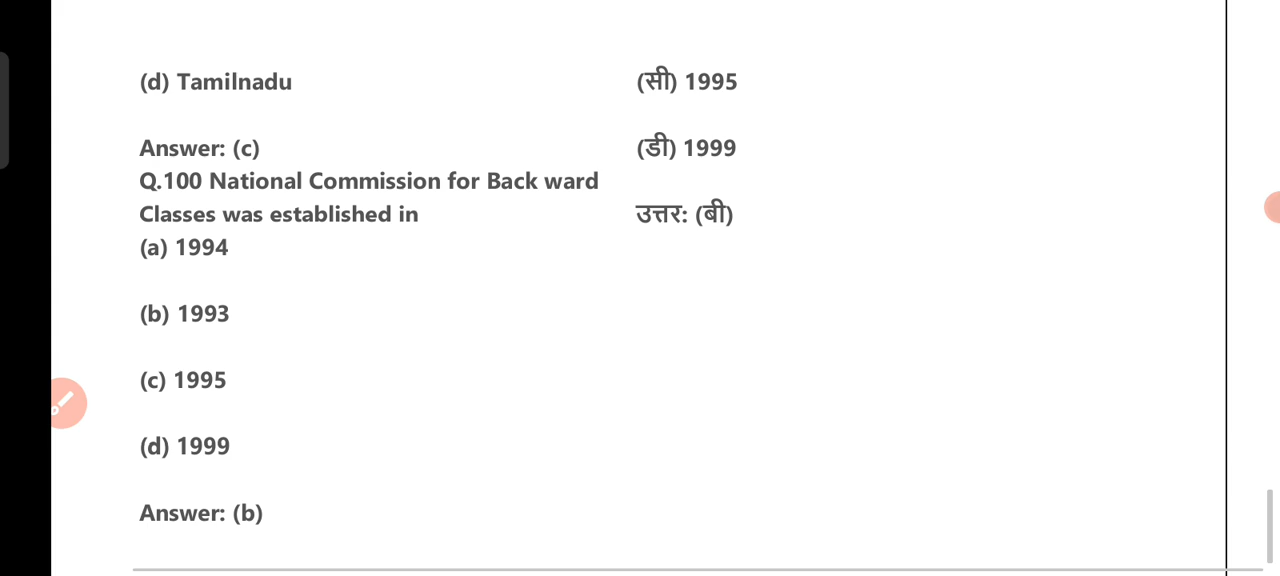 (d) Tamilnadu
Answer: (c)
Q.100 National Commission for Back ward
Classes was established in
(a) 1994
(b) 1993
(c) 1995
(d) 1999
Answer: (b)
(सी) 1995
(डी) 1999
उत्तर: (बी)